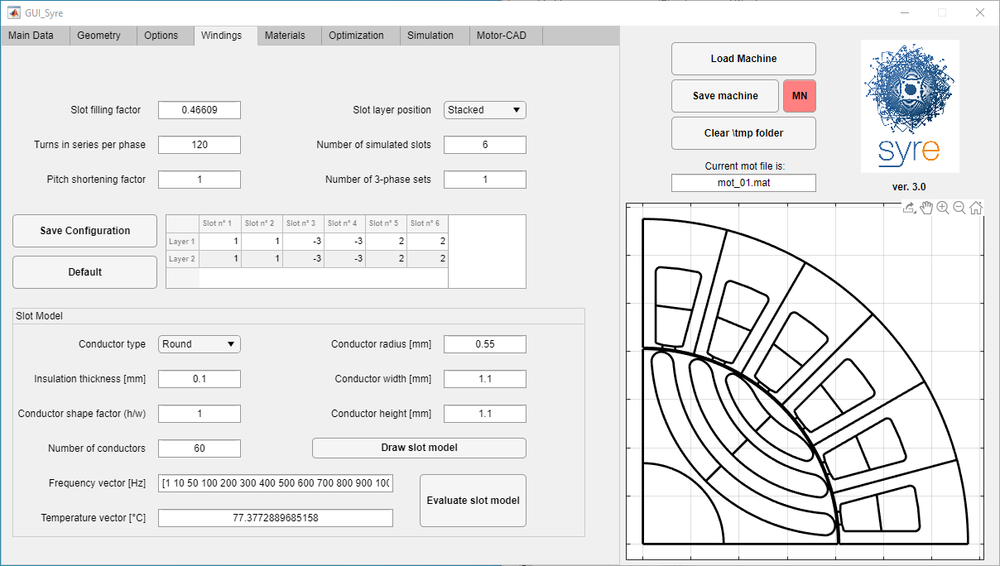 GUI_Syre
Main Data Geometry Options Windings Materials Optimization Simulation Motor-CAD
Slot filling factor 0.46609 Slot layer position Stacked
Turns in series per phase 120 Number of simulated slots 6
Pitch shortening factor 1 Number of 3-phase sets 1
Save Configuration
Default
Slot n° 1 Slot n° 2 Slot n° 3 Slot n° 4 Slot n° 5 Slot n° 6
Layer 1 1 1 -3 -3 2 2
Layer 2 1 1 -3 -3 2 2
Slot Model
Conductor type Round Conductor radius [mm] 0.55
Insulation thickness [mm] 0.1 Conductor width [mm] 1.1
Conductor shape factor (h/w) 1 Conductor height [mm] 1.1
Number of conductors 60 Draw slot model
Frequency vector [Hz] [1 10 50 100 200 300 400 500 600 700 800 900 100
Evaluate slot model
Temperature vector [°C] 77.3772889685158
Load Machine
Save machine MN
Clear \tmp folder
Current mot file is:
mot_01.mat
syre
ver. 3.0